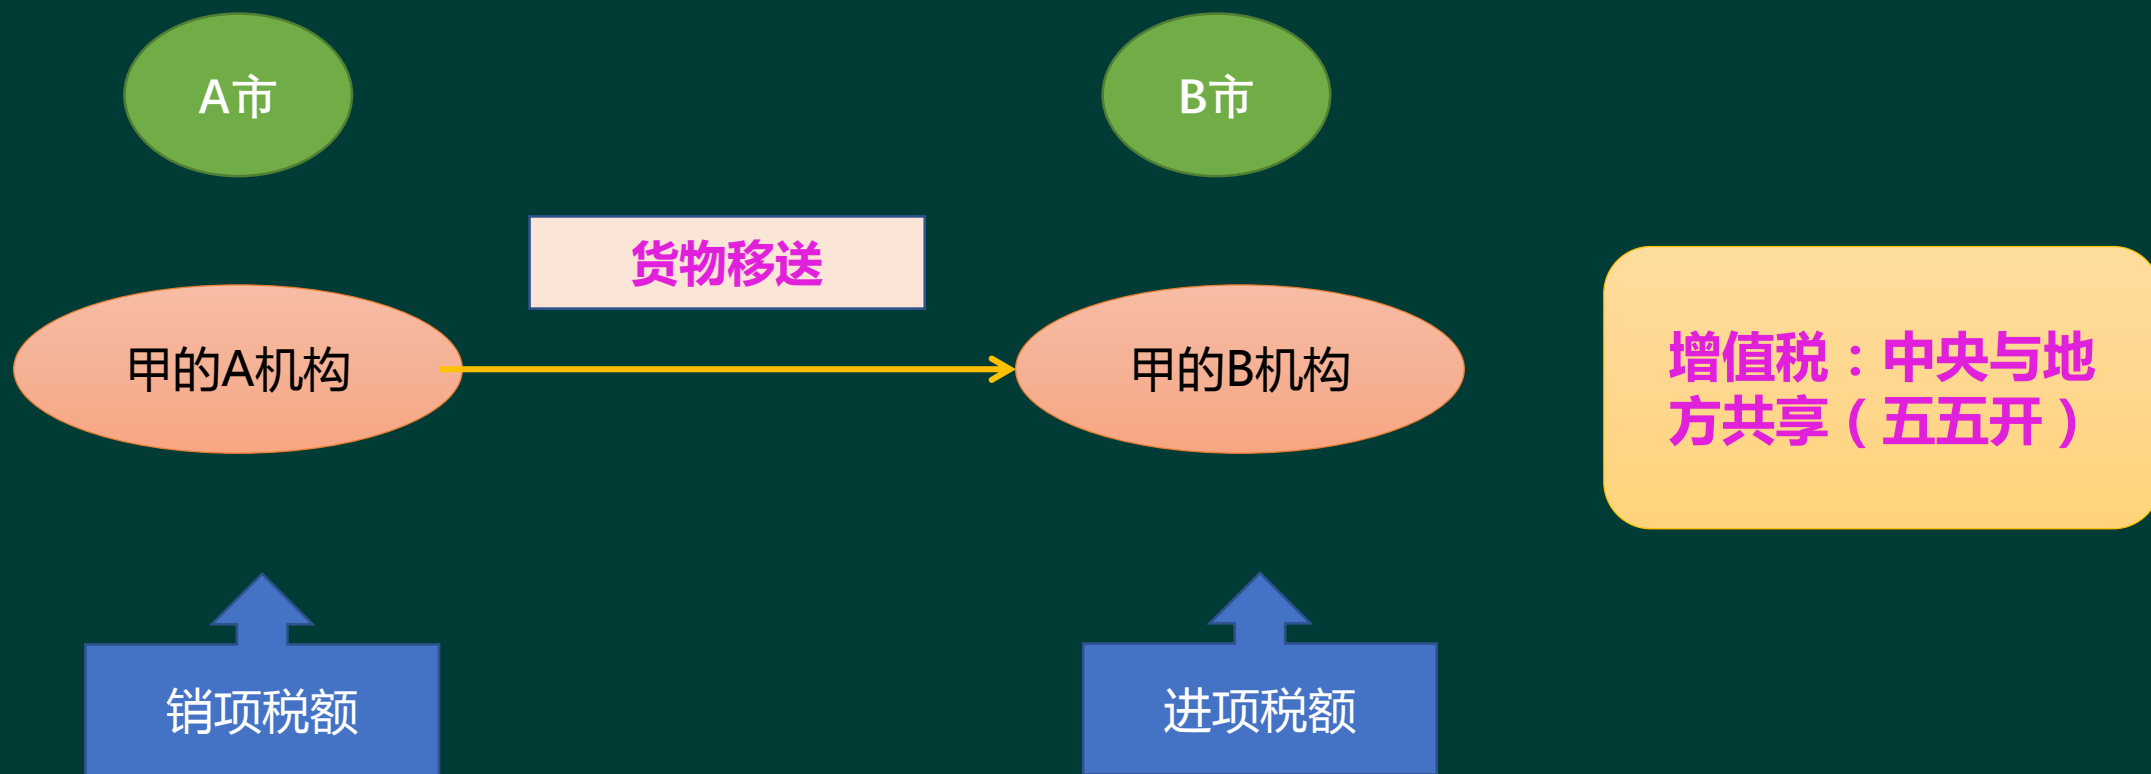 A市
B市
货物移送
甲的A机构
甲的B机构
增值税：中央与地
方共享（五五开）
销项税额
进项税额